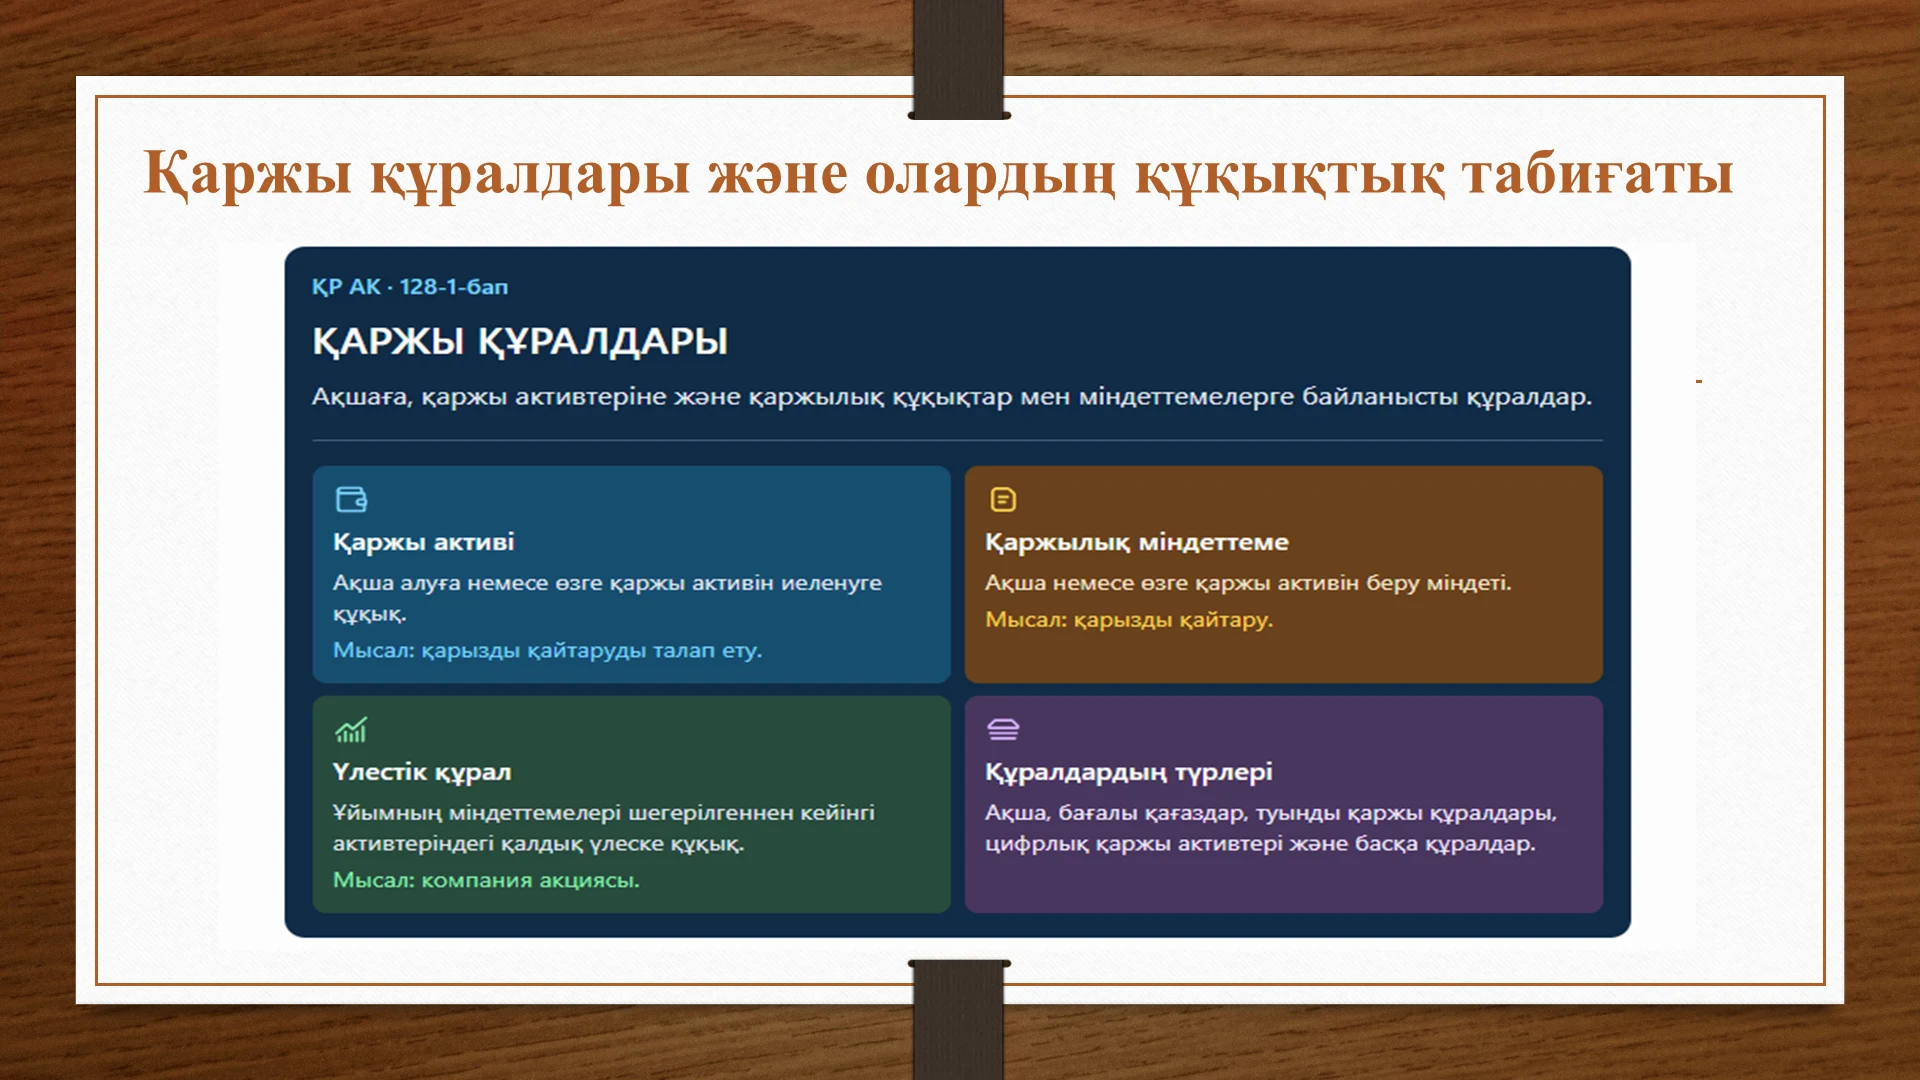 Қаржы құралдары және олардың құқықтық табиғаты
ҚР АК · 128-1-бап
ҚАРЖЫ ҚҰРАЛДАРЫ
Ақшаға, қаржы активтеріне және қаржылық құқықтар мен міндеттемелерге байланысты құралдар.
Қаржы активі
Ақша алуға немесе өзге қаржы активін иеленуге
құқық.
Мысал: қарызды қайтаруды талап ету.
Қаржылық міндеттеме
Ақша немесе өзге қаржы активін беру міндеті.
Мысал: қарызды қайтару.
Үлестік құрал
Ұйымның міндеттемелері шегерілгеннен кейінгі
активтеріндегі қалдық үлеске құқық.
Мысал: компания акциясы.
Құралдардың түрлері
Ақша, бағалы қағаздар, туынды қаржы құралдары,
цифрлық қаржы активтері және басқа құралдар.